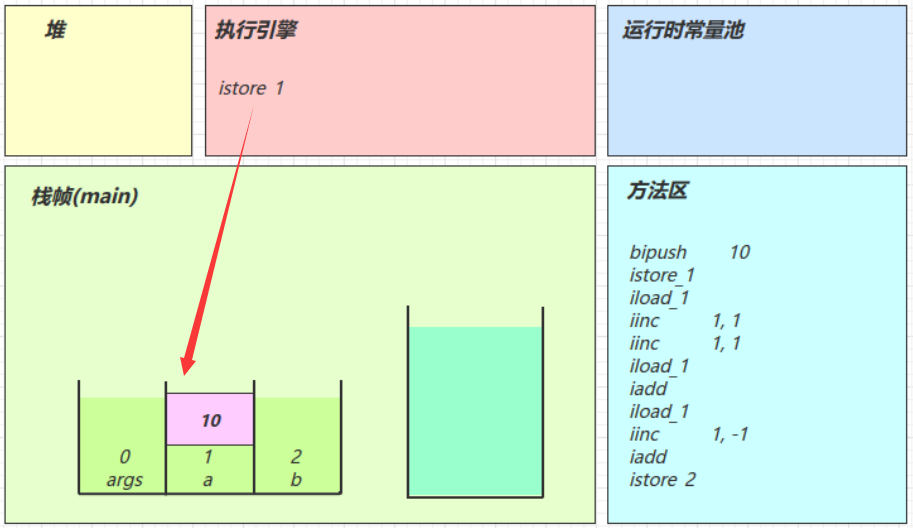 堆
执行引擎
istore 1
运行时常量池
栈帧(main)
10
0 1 2
args a b
方法区
bipush 10
istore_1
iload_1
iinc 1, 1
iinc 1, 1
iload_1
iadd
iload_1
iinc 1, -1
iadd
istore 2